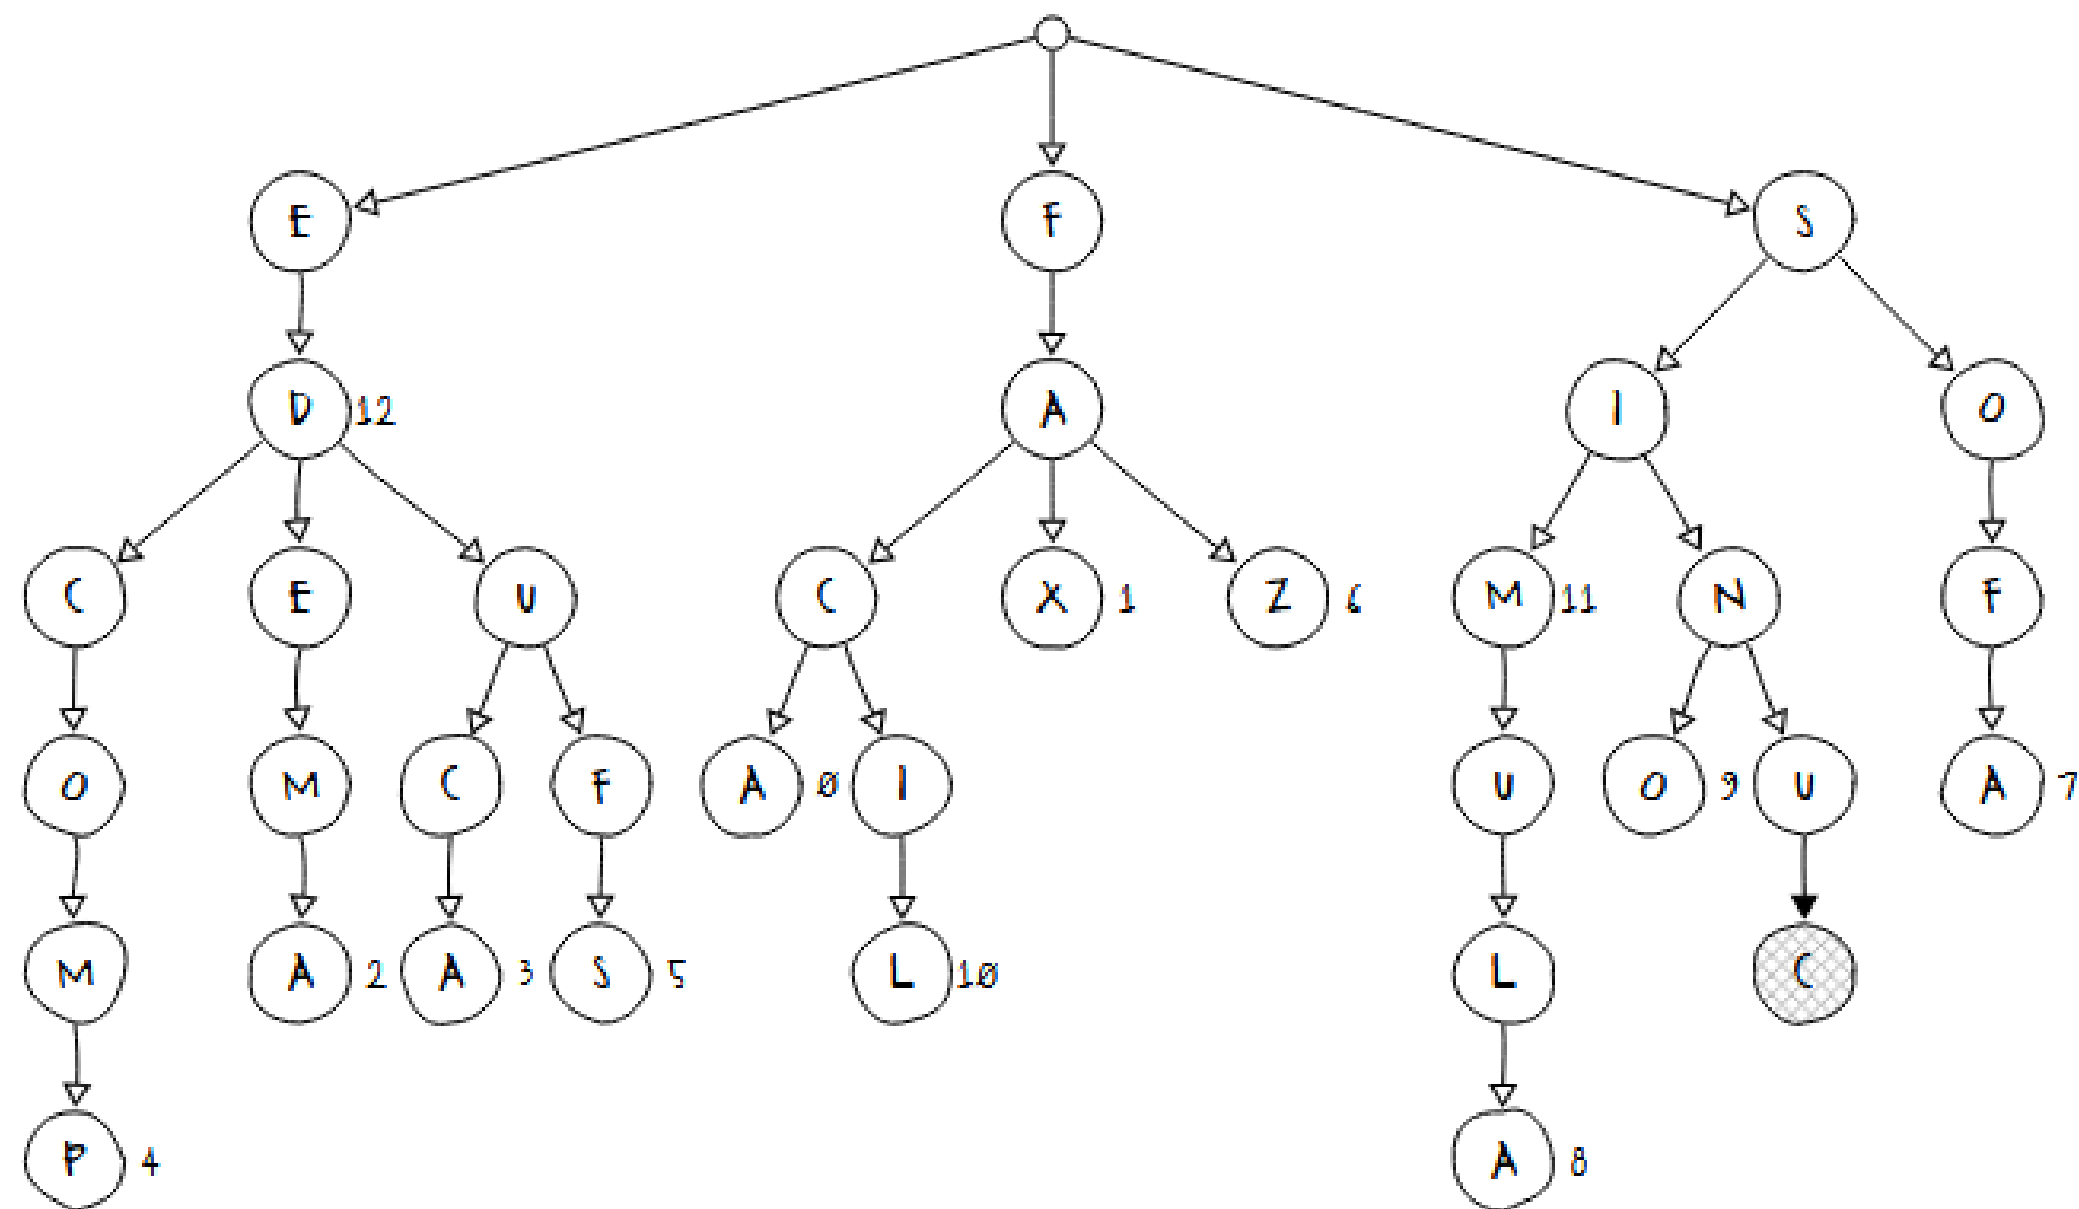 E F S
D 12 A I O
C E U C X 1 Z 6 M 11 N F
O M C F A 0 I U O 9 U A 7
M A 2 A 3 S 5 L 10 L C
P 4 A 8